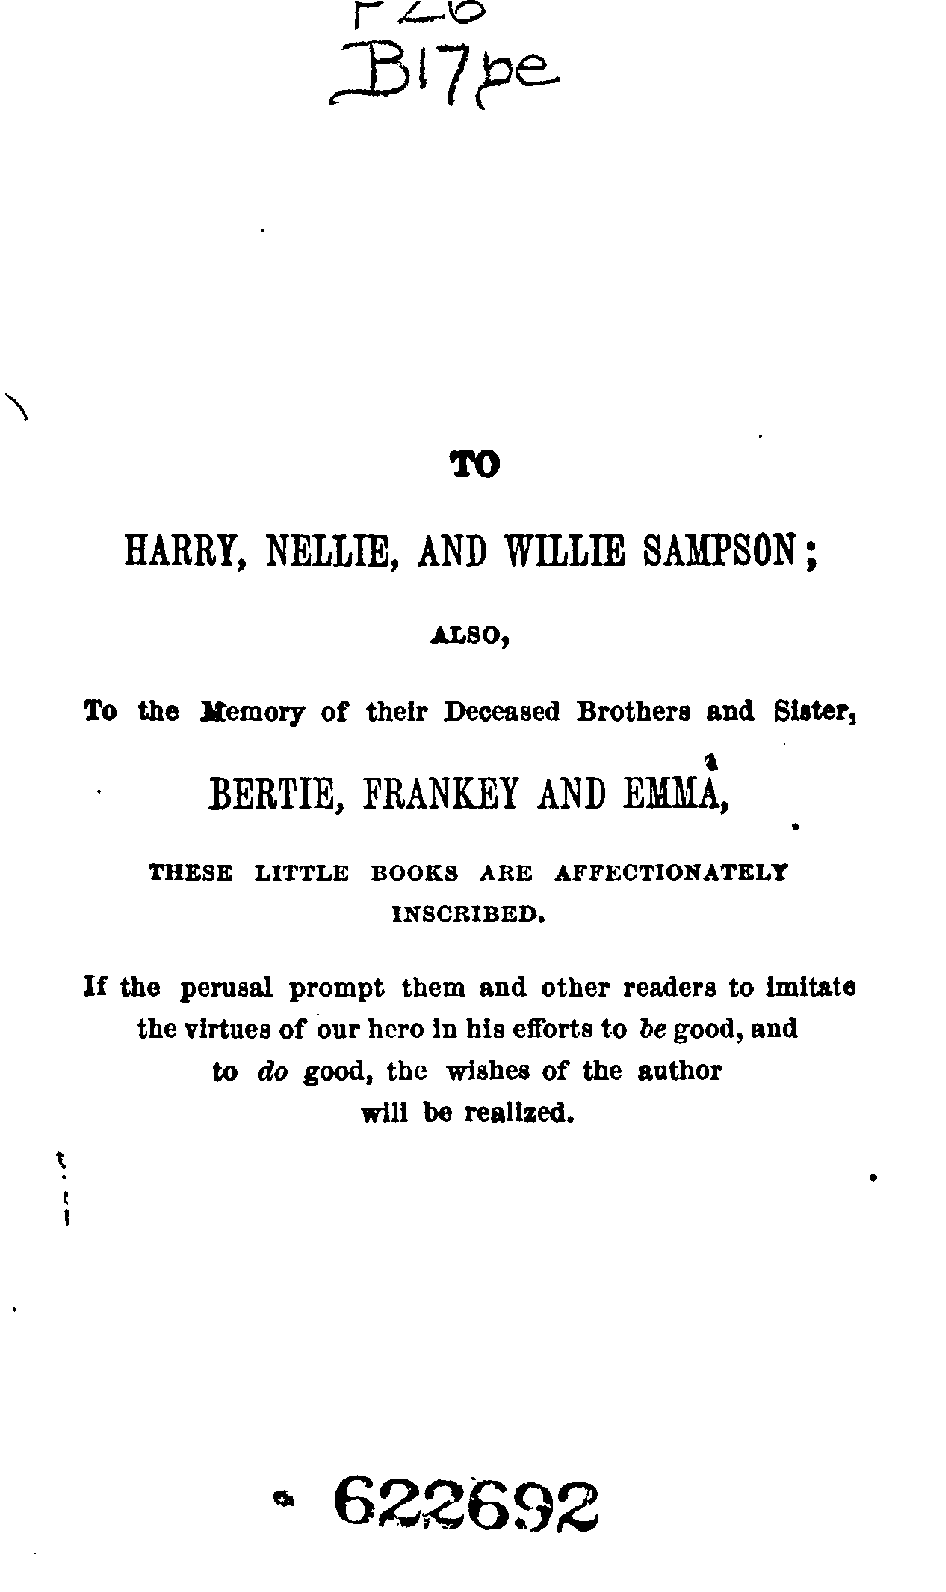 PZ6
B17pe
TO
HARRY, NELLIE, AND WILLIE SAMPSON;
ALSO,
To the Memory of their Deceased Brothers and Sister,
BERTIE, FRANKEY AND EMMA,
THESE LITTLE BOOKS ARE AFFECTIONATELY
INSCRIBED.
If the perusal prompt them and other readers to imitate
the virtues of our hero in his efforts to be good, and
to do good, the wishes of the author
will be realized.
622692